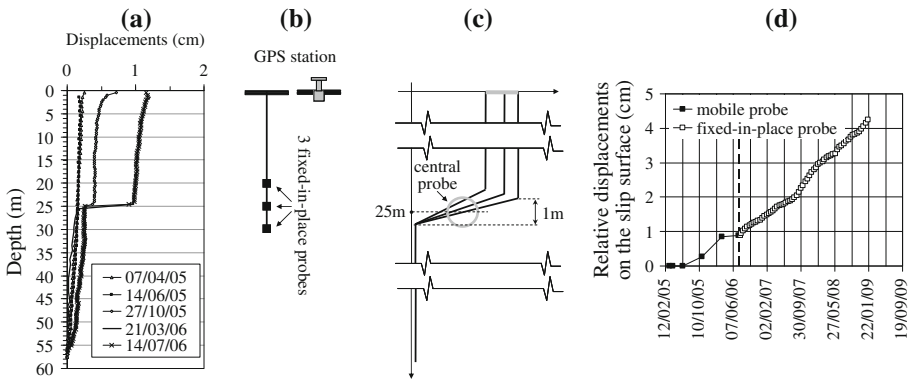 (a)
Displacements (cm)
0 1 2
0
5
10
15
20
25
30
35
40
45
50
55
60
Depth (m)
07/04/05
14/06/05
27/10/05
21/03/06
14/07/06
(b)
GPS station
3 fixed-in-place probes
(c)
central
probe
25m
1m
(d)
Relative displacements
on the slip surface (cm)
5
4
3
2
1
0
mobile probe
fixed-in-place probe
12/02/05
10/10/05
07/06/06
02/02/07
30/09/07
27/05/08
22/01/09
19/09/09